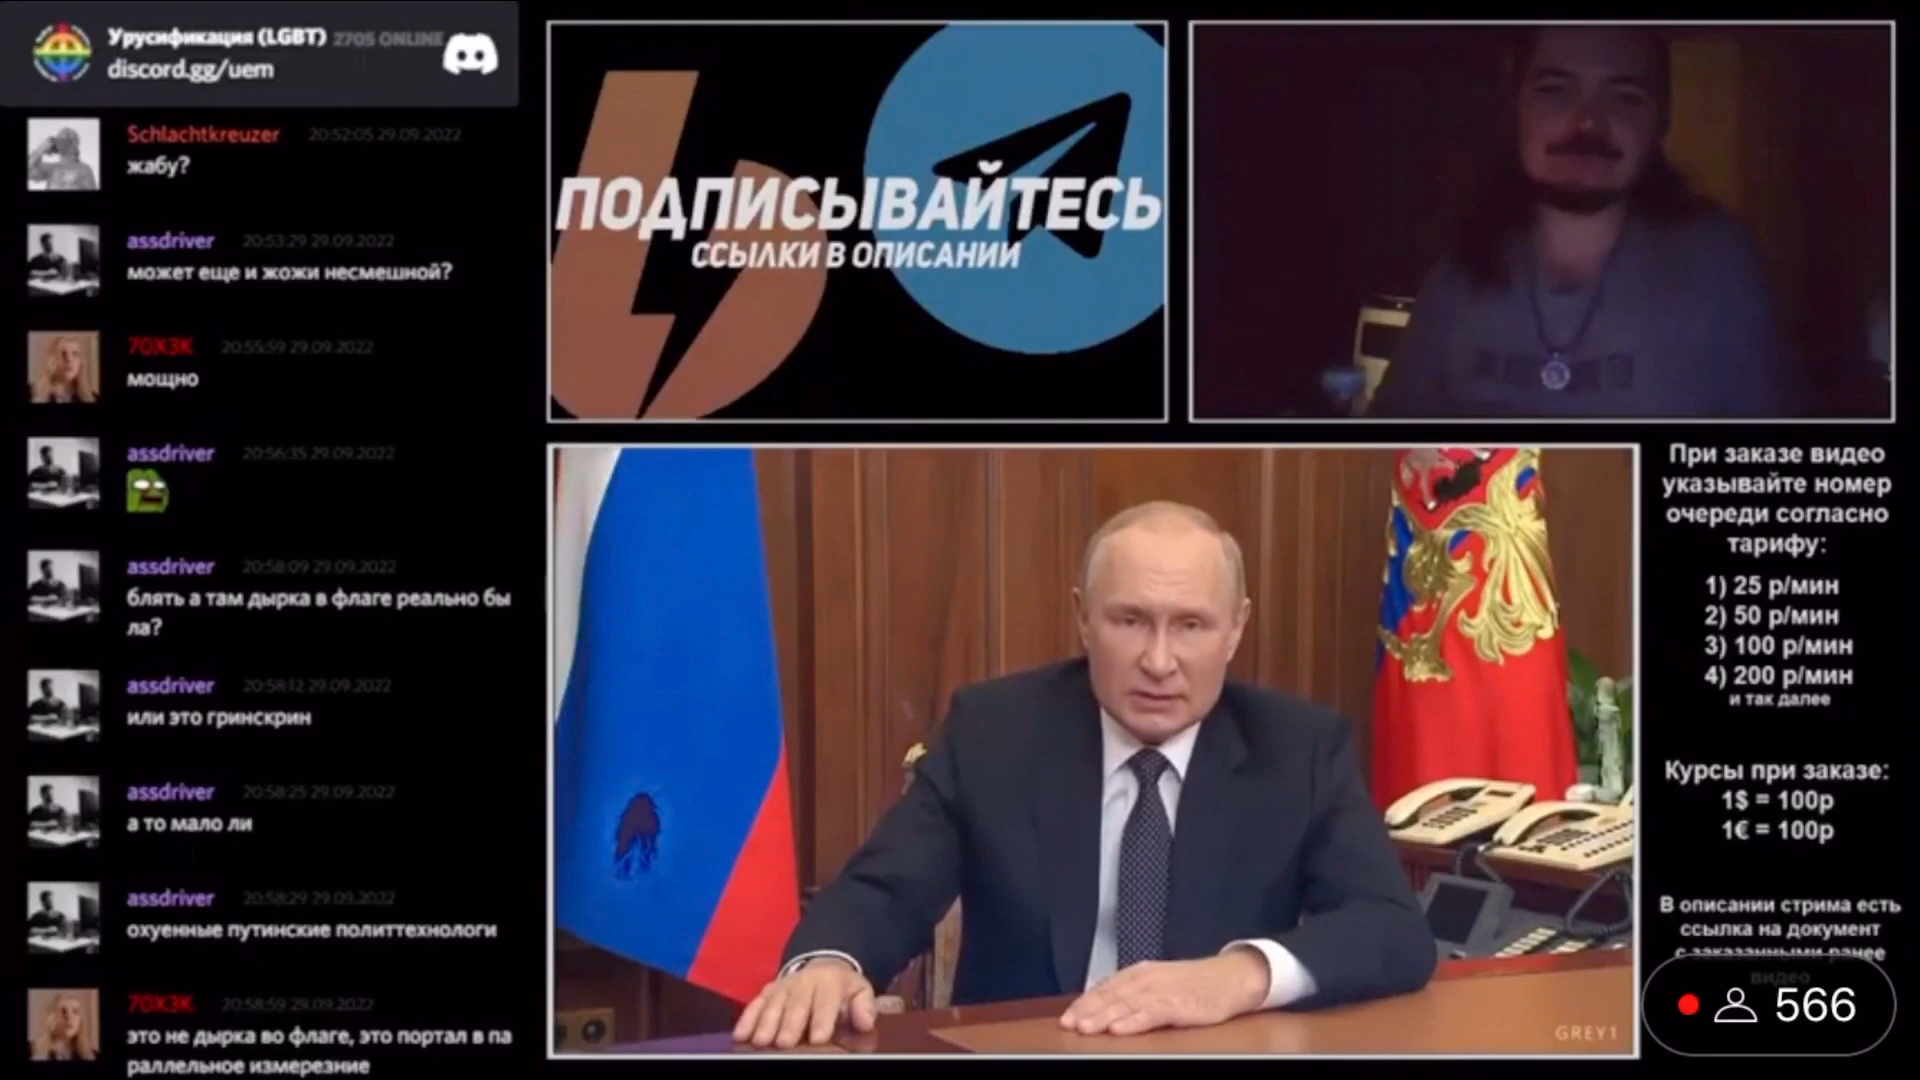 Урусификация (LGBT) 2705 ONLINE
discord.gg/uem
Schlachtkreuzer 20:52:05 29.09.2022
жабу?
assdriver 20:53:29 29.09.2022
может еще и жожи несмешной?
70X3K 20:55:59 29.09.2022
мощно
assdriver 20:56:35 29.09.2022
assdriver 20:58:09 29.09.2022
блять а там дырка в флаге реально бы
ла?
assdriver 20:58:12 29.09.2022
или это гринскрин
assdriver 20:58:25 29.09.2022
а то мало ли
assdriver 20:58:29 29.09.2022
охуенные путинские политтехнологи
70X3K 20:58:59 29.09.2022
это не дырка во флаге, это портал в па
раллельное измерезние
ПОДПИСЫВАЙТЕСЬ
ССЫЛКИ В ОПИСАНИИ
GREY1
При заказе видео
указывайте номер
очереди согласно
тарифу:
1) 25 р/мин
2) 50 р/мин
3) 100 р/мин
4) 200 р/мин
и так далее
Курсы при заказе:
1$ = 100р
1€ = 100р
В описании стрима есть
ссылка на документ
с заказанными ранее
видео
566